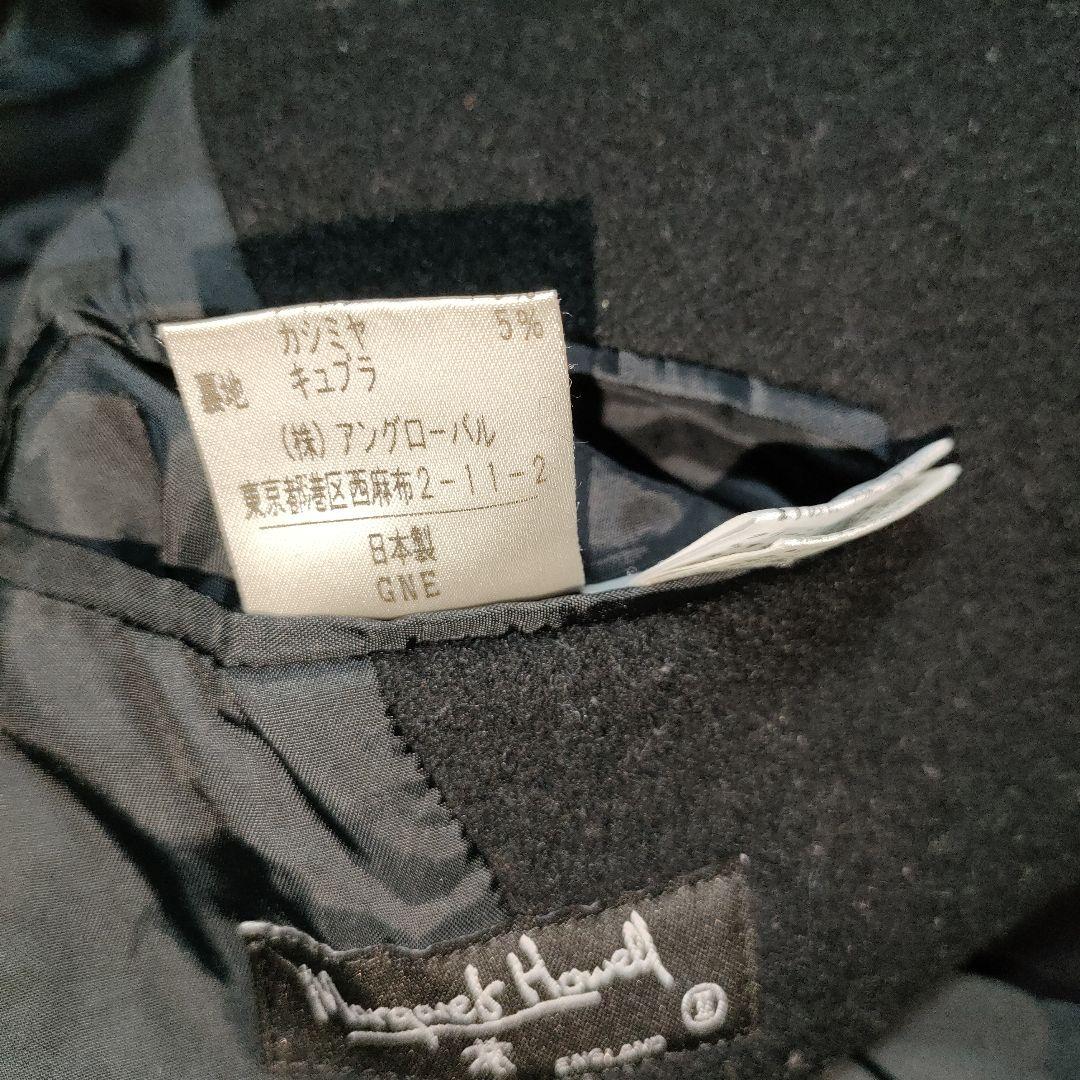 カシミヤ 5%
裏地 キュプラ
(株)アングローバル
東京都港区西麻布2-11-2
日本製
GNE
Margaret Howell
ENGLAND